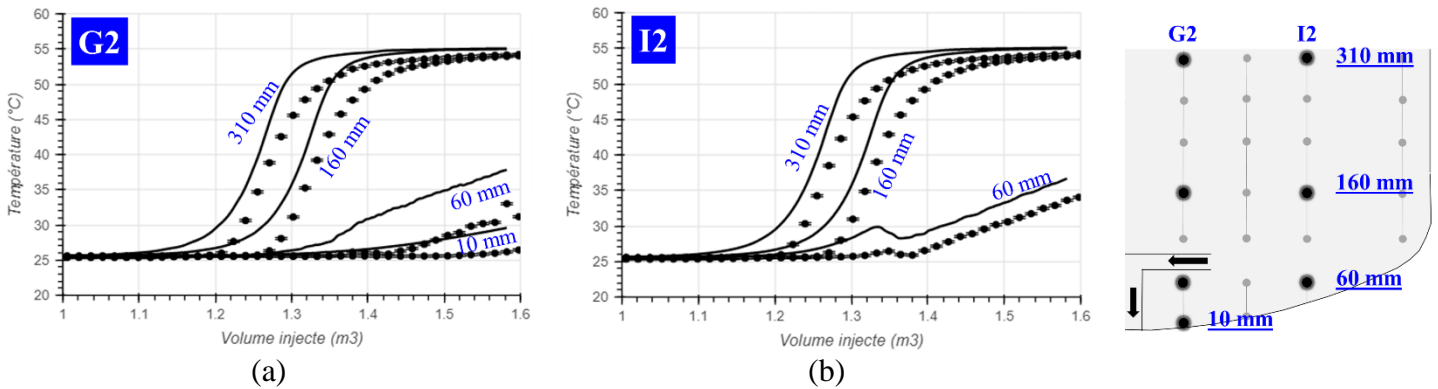 G2
60
55
50
45
40
35
30
25
20
Température (°C)
310 mm
160 mm
60 mm
10 mm
1
1.1
1.2
1.3
1.4
1.5
1.6
Volume injecte (m3)
(a)
I2
60
55
50
45
40
35
30
25
20
Température (°C)
310 mm
160 mm
60 mm
1
1.1
1.2
1.3
1.4
1.5
1.6
Volume injecte (m3)
(b)
G2
I2
310 mm
160 mm
60 mm
10 mm